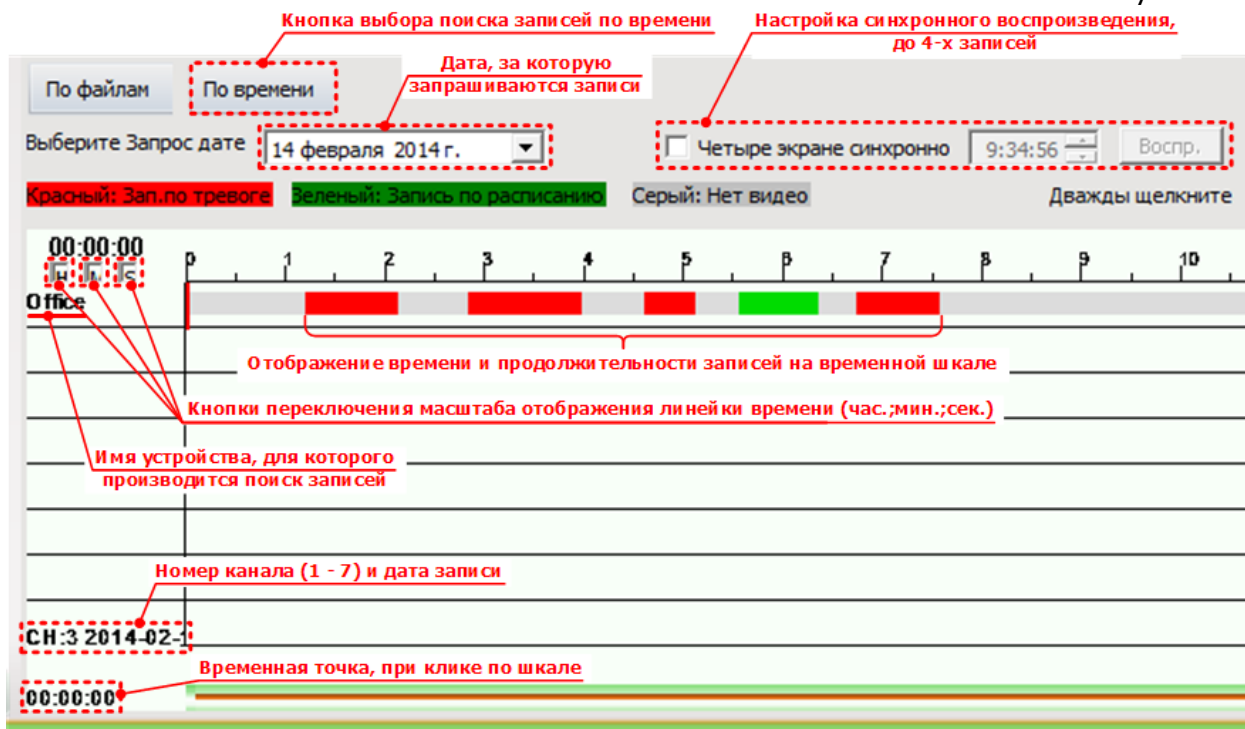 Кнопка выбора поиска записей по времени
Настройка синхронного воспроизведения,
до 4-х записей
Дата, за которую
запрашиваются записи
По файлам
По времени
Выберите Запрос дате
14 февраля 2014 г.
Четыре экране синхронно
9:34:56
Воспр.
Красный: Зап.по тревоге
Зеленый: Запись по расписанию
Серый: Нет видео
Дважды щелкните
00:00:00
0 1 2 3 4 5 6 7 8 9 10
H M S
Office
Отображение времени и продолжительности записей на временной шкале
Кнопки переключения масштаба отображения линейки времени (час.;мин.;сек.)
Имя устройства, для которого
производится поиск записей
Номер канала (1 - 7) и дата записи
CH:3 2014-02-1
Временная точка, при клике по шкале
00:00:00